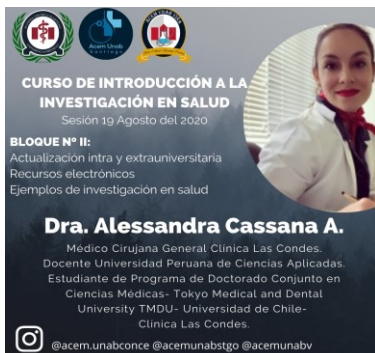 Acem Unab
Santiago
CURSO DE INTRODUCCIÓN A LA
INVESTIGACIÓN EN SALUD
Sesión 19 Agosto del 2020
BLOQUE Nº II:
Actualización intra y extrauniversitaria
Recursos electrónicos
Ejemplos de investigación en salud
Dra. Alessandra Cassana A.
Médico Cirujana General Clínica Las Condes.
Docente Universidad Peruana de Ciencias Aplicadas.
Estudiante de Programa de Doctorado Conjunto en
Ciencias Médicas- Tokyo Medical and Dental
University TMDU- Universidad de Chile-
Clínica Las Condes.
@acem.unabconce @acemunabstgo @acemunabv